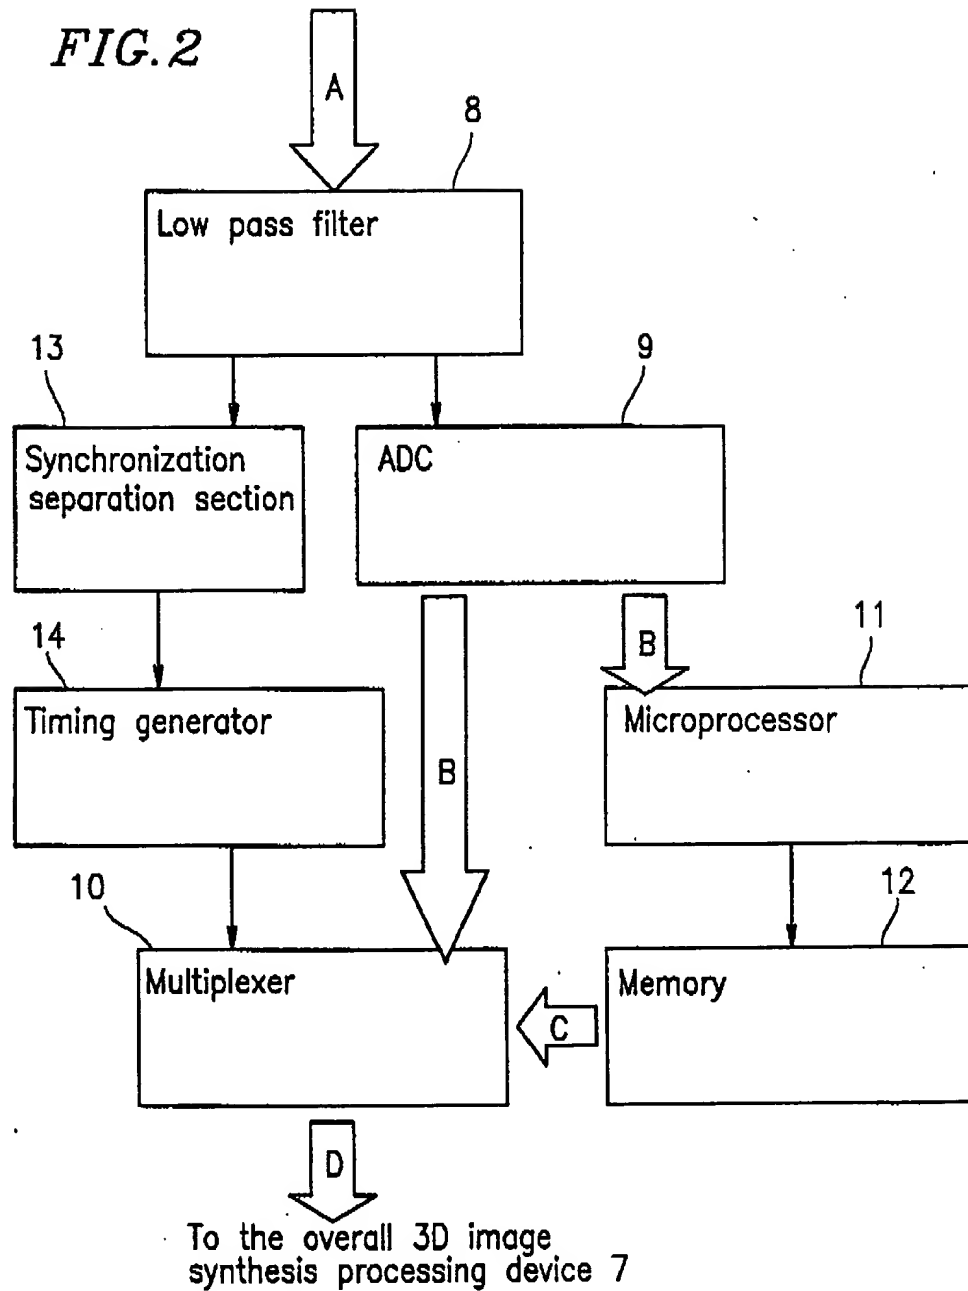 FIG.2
A
8
Low pass filter
13
9
Synchronization
separation section
ADC
14
B
11
Timing generator
Microprocessor
B
10
12
Multiplexer
Memory
C
D
To the overall 3D image
synthesis processing device 7